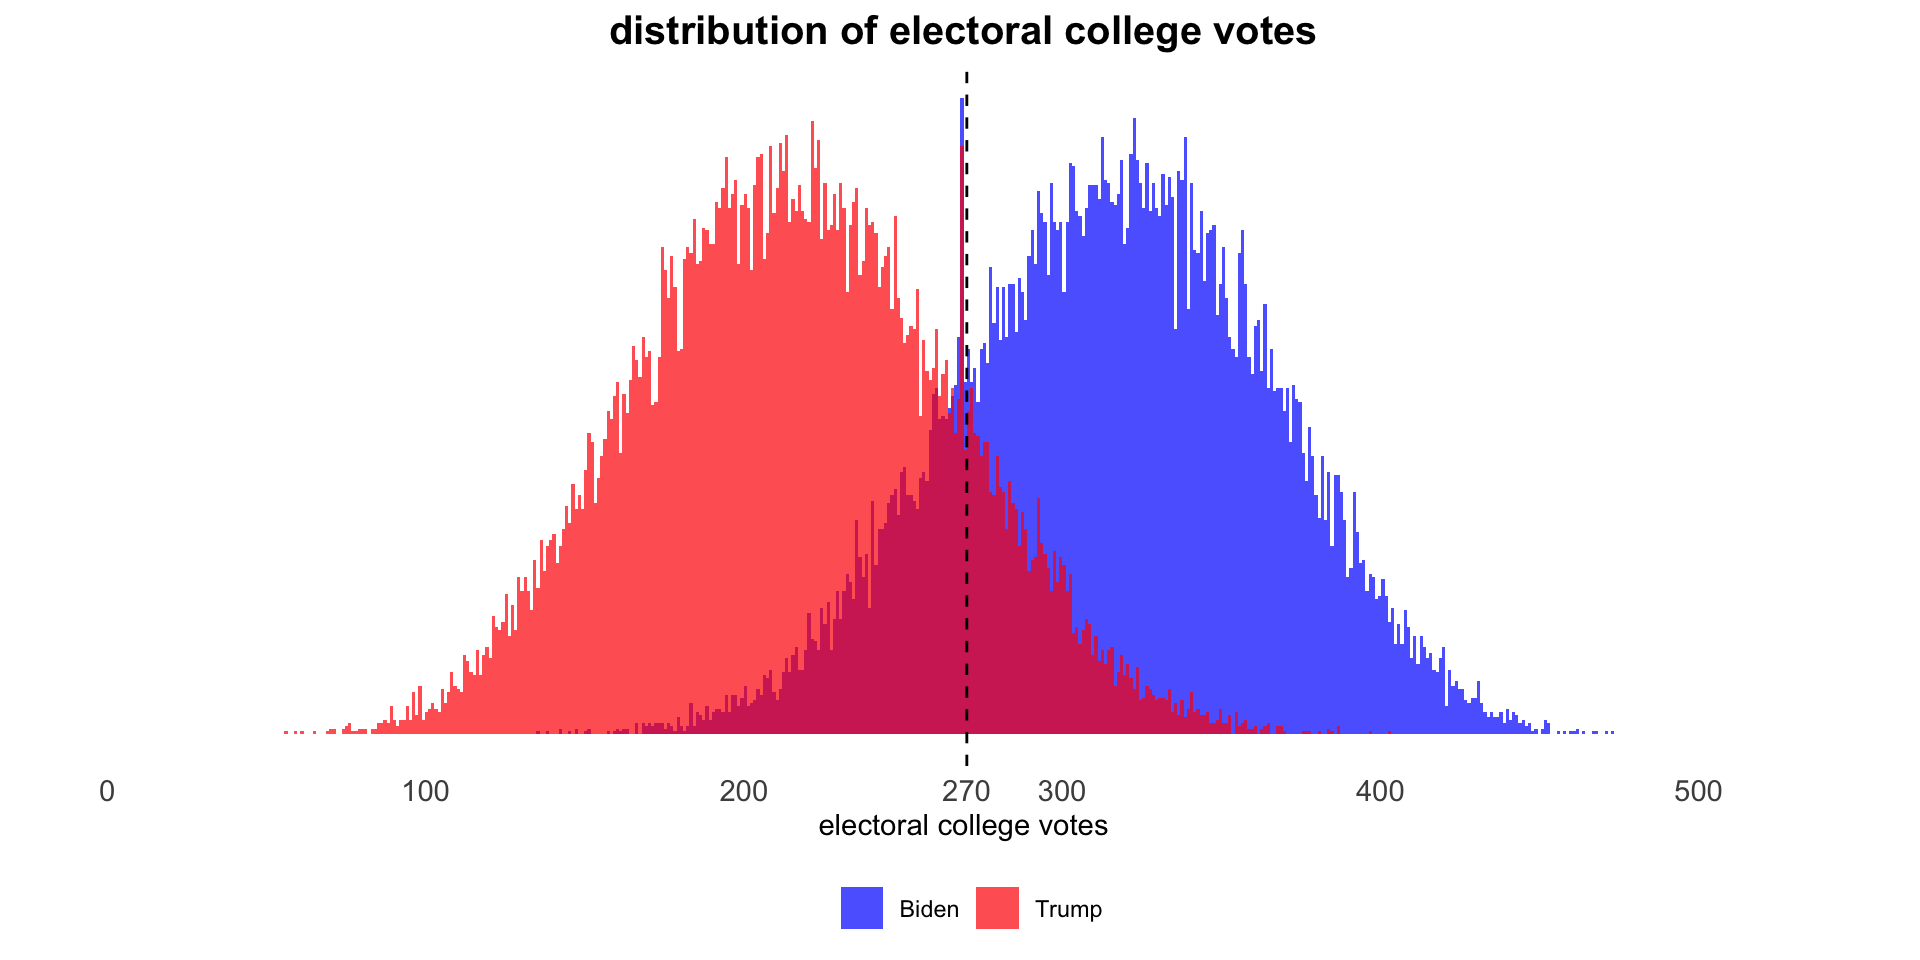 distribution of electoral college votes
0 100 200 270 300 400 500
electoral college votes
Biden Trump